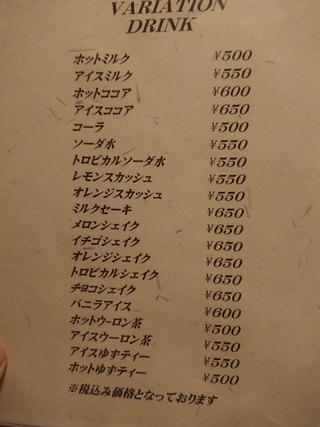 VARIATION
DRINK
ホットミルク ¥500
アイスミルク ¥550
ホットココア ¥600
アイスココア ¥650
コーラ ¥500
ソーダ水 ¥550
トロピカルソーダ水 ¥550
レモンスカッシュ ¥550
オレンジスカッシュ ¥550
ミルクセーキ ¥650
メロンシェイク ¥650
イチゴシェイク ¥650
オレンジシェイク ¥650
トロピカルシェイク ¥650
チョコシェイク ¥650
バニラアイス ¥600
ホットウーロン茶 ¥500
アイスウーロン茶 ¥550
アイスゆずティー ¥550
ホットゆずティー ¥500
※税込み価格となっております